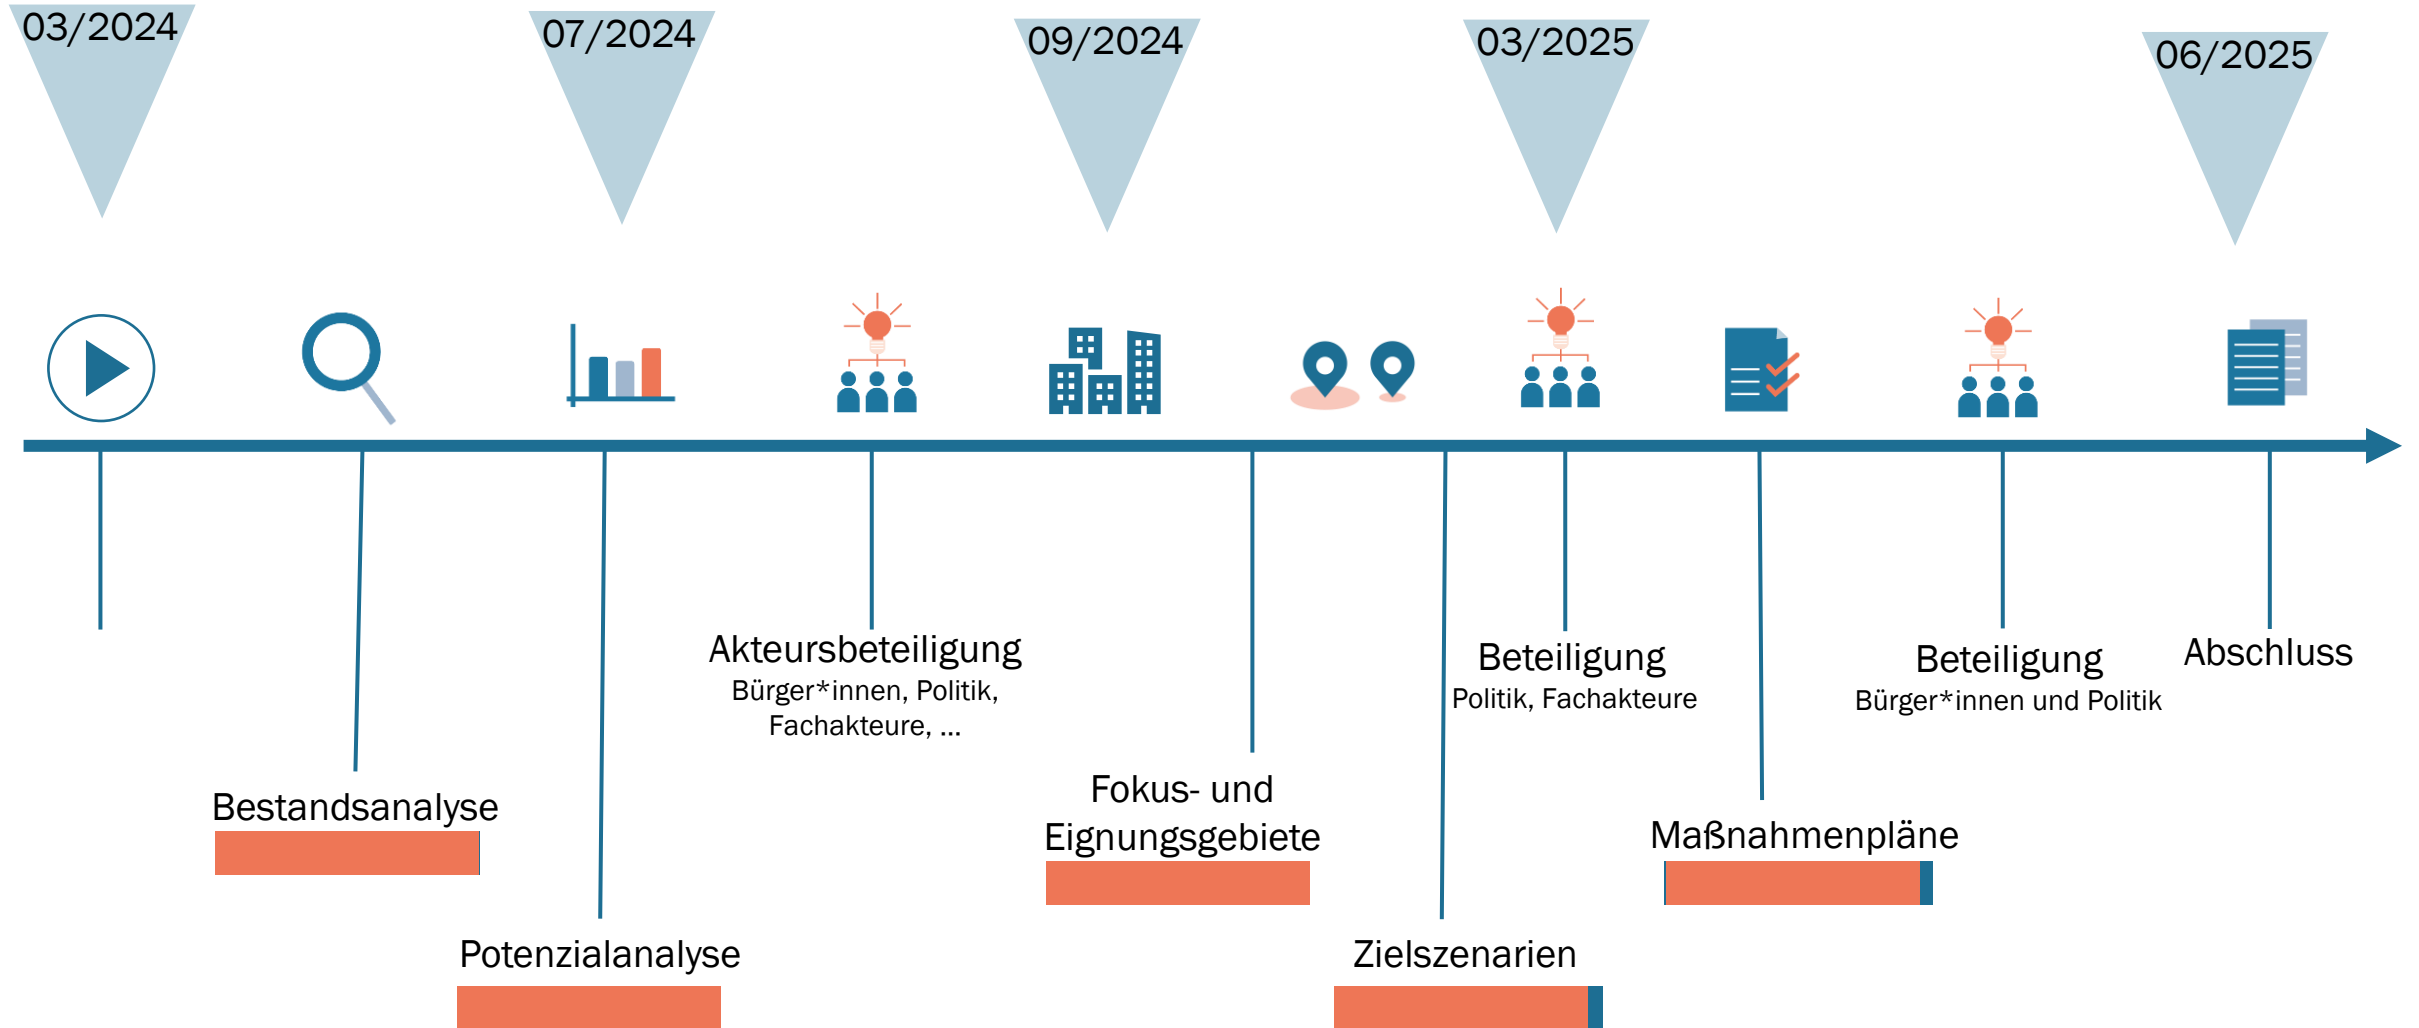 03/2024
07/2024
09/2024
03/2025
06/2025
Akteursbeteiligung
Bürger*innen, Politik,
Fachakteure, ...
Beteiligung
Politik, Fachakteure
Beteiligung
Bürger*innen und Politik
Abschluss
Bestandsanalyse
Fokus- und
Eignungsgebiete
Maßnahmenpläne
Potenzialanalyse
Zielszenarien